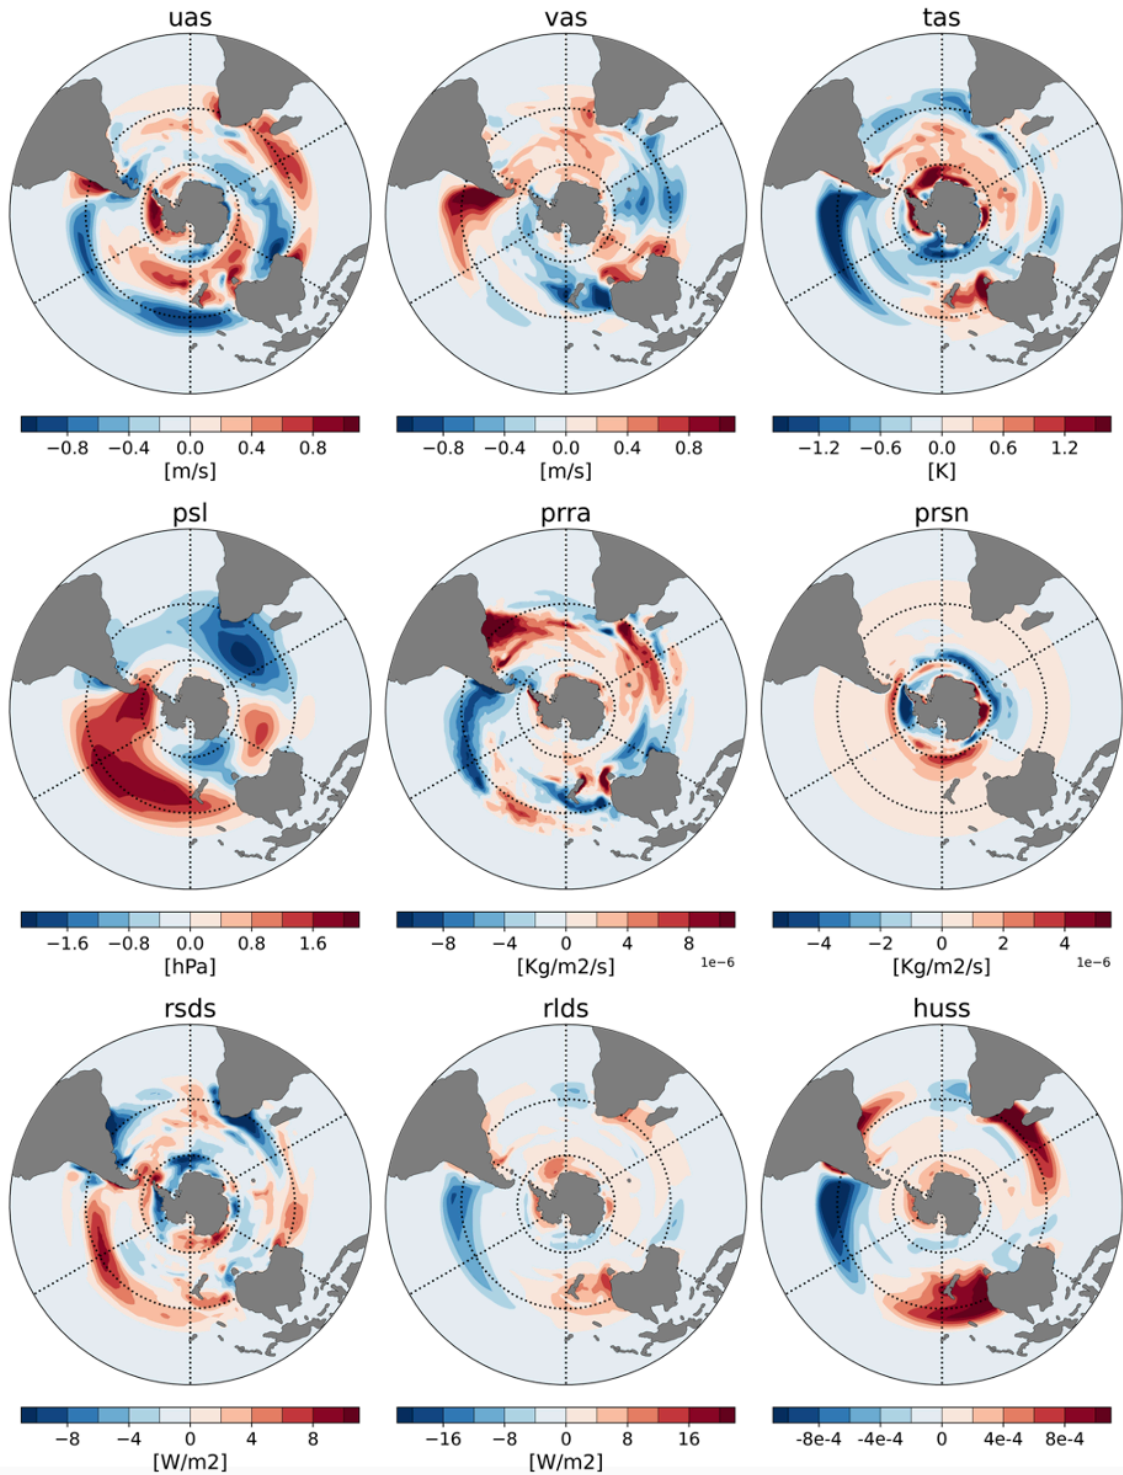 uas vas tas
−0.8 −0.4 0.0 0.4 0.8 −0.8 −0.4 0.0 0.4 0.8 −1.2 −0.6 0.0 0.6 1.2
[m/s] [m/s] [K]
psl prra prsn
−1.6 −0.8 0.0 0.8 1.6 −8 −4 0 4 8 −4 −2 0 2 4
[hPa] [Kg/m2/s] 1e−6 [Kg/m2/s] 1e−6
rsds rlds huss
−8 −4 0 4 8 −16 −8 0 8 16 -8e-4 -4e-4 0 4e-4 8e-4
[W/m2] [W/m2]